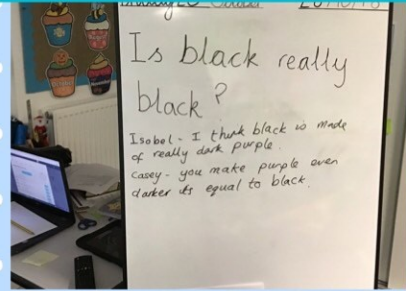 Is black really
black?
Isobel - I think black is made
of really dark purple.
Casey - you make purple even
darker its equal to black.